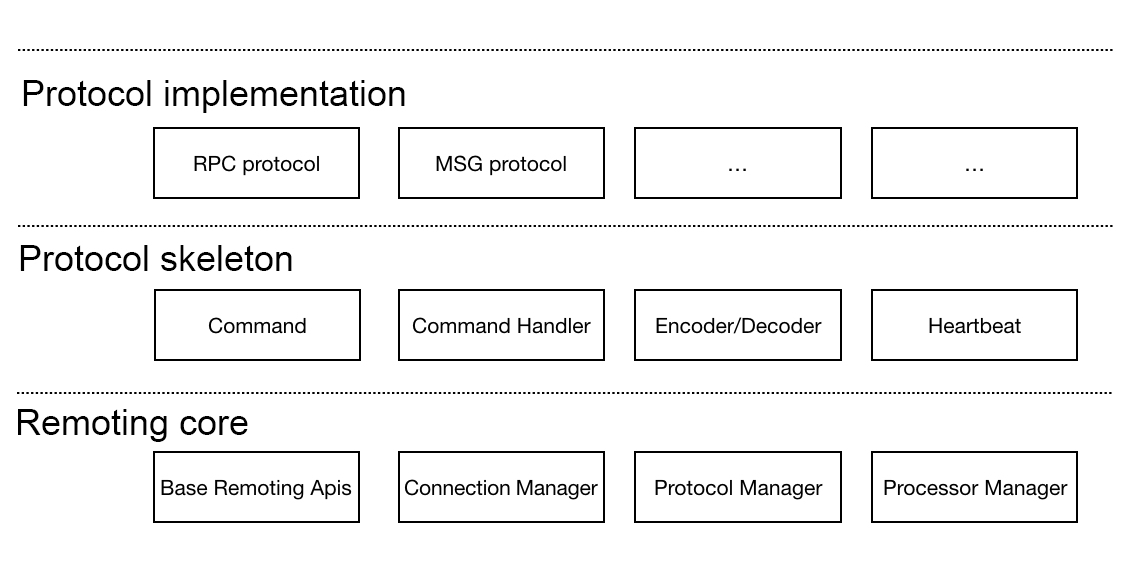 Protocol implementation
RPC protocol
MSG protocol
...
...
Protocol skeleton
Command
Command Handler
Encoder/Decoder
Heartbeat
Remoting core
Base Remoting Apis
Connection Manager
Protocol Manager
Processor Manager